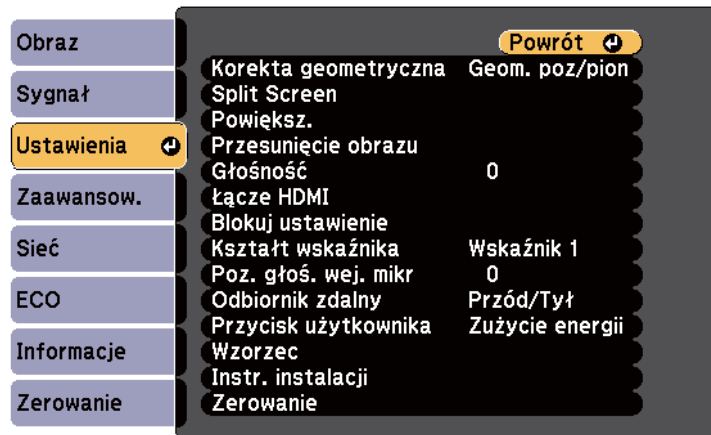 Obraz
Sygnał
Ustawienia
Zaawansow.
Sieć
ECO
Informacje
Zerowanie
Powrót
Korekta geometryczna Geom. poz/pion
Split Screen
Powiększ.
Przesunięcie obrazu
Głośność 0
Łącze HDMI
Blokuj ustawienie
Kształt wskaźnika Wskaźnik 1
Poz. głoś. wej. mikr 0
Odbiornik zdalny Przód/Tył
Przycisk użytkownika Zużycie energii
Wzorzec
Instr. instalacji
Zerowanie